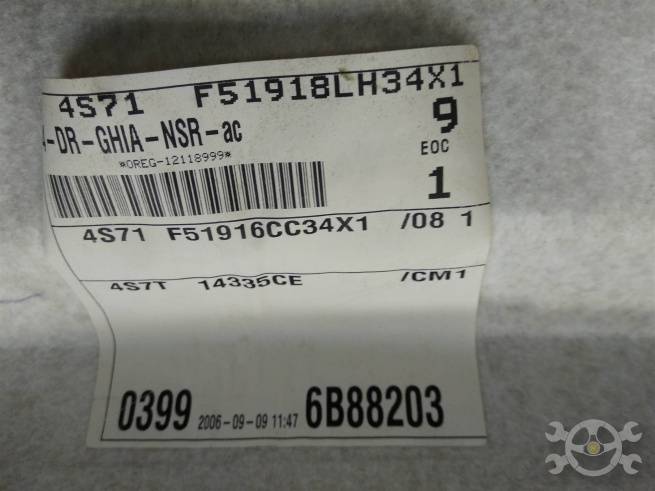 4S71 F51918LH34X1
-DR-GHIA-NSR-ac 9
*OREG-12118999* EOC
1
4S71 F51916CC34X1 /08 1
4S7T 14335CE /CM1
0399 2006-09-09 11:47 6B88203